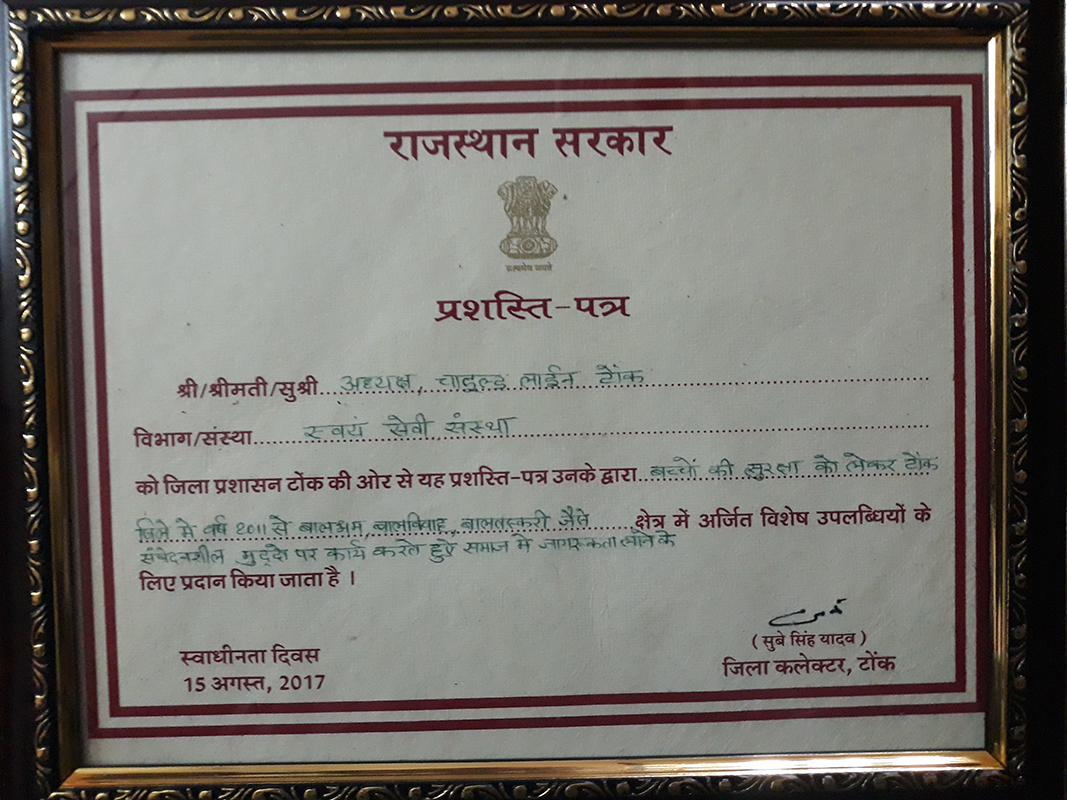 राजस्थान सरकार
सत्यमेव जयते
प्रशस्ति-पत्र
श्री/श्रीमती/सुश्री...अध्यक्ष, चाइल्ड लाईन टोंक
विभाग/संस्था...स्वयं सेवी संस्था
को जिला प्रशासन टोंक की ओर से यह प्रशस्ति-पत्र उनके द्वारा...बच्चों की सुरक्षा को लेकर टोंक
जिले मे वर्ष 2011 से बालश्रम, बालविवाह, बालतस्करी जैसे...क्षेत्र में अर्जित विशेष उपलब्धियों के
संवेदनशील मुद्दे पर कार्य करते हुऐ समाज मे जागरूकता लाने के
लिए प्रदान किया जाता है ।
(सुबे सिंह यादव)
स्वाधीनता दिवस
जिला कलेक्टर, टोंक
15 अगस्त, 2017